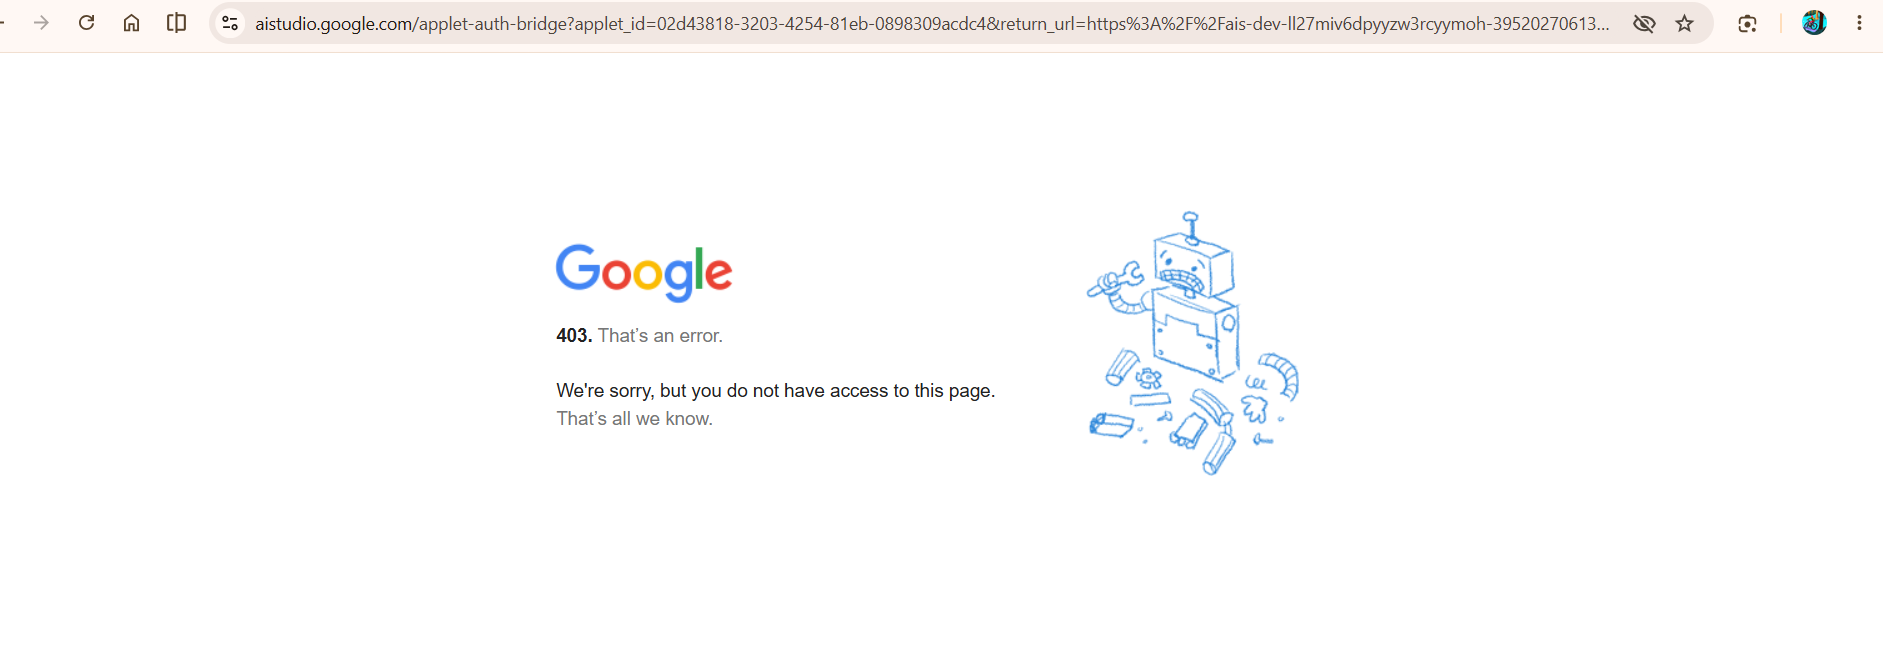 aistudio.google.com/applet-auth-bridge?applet_id=02d43818-3203-4254-81eb-0898309acdc4&return_url=https%3A%2F%2Fais-dev-ll27miv6dpyyzw3rcyymoh-39520270613...
Google
403. That’s an error.
We're sorry, but you do not have access to this page.
That’s all we know.